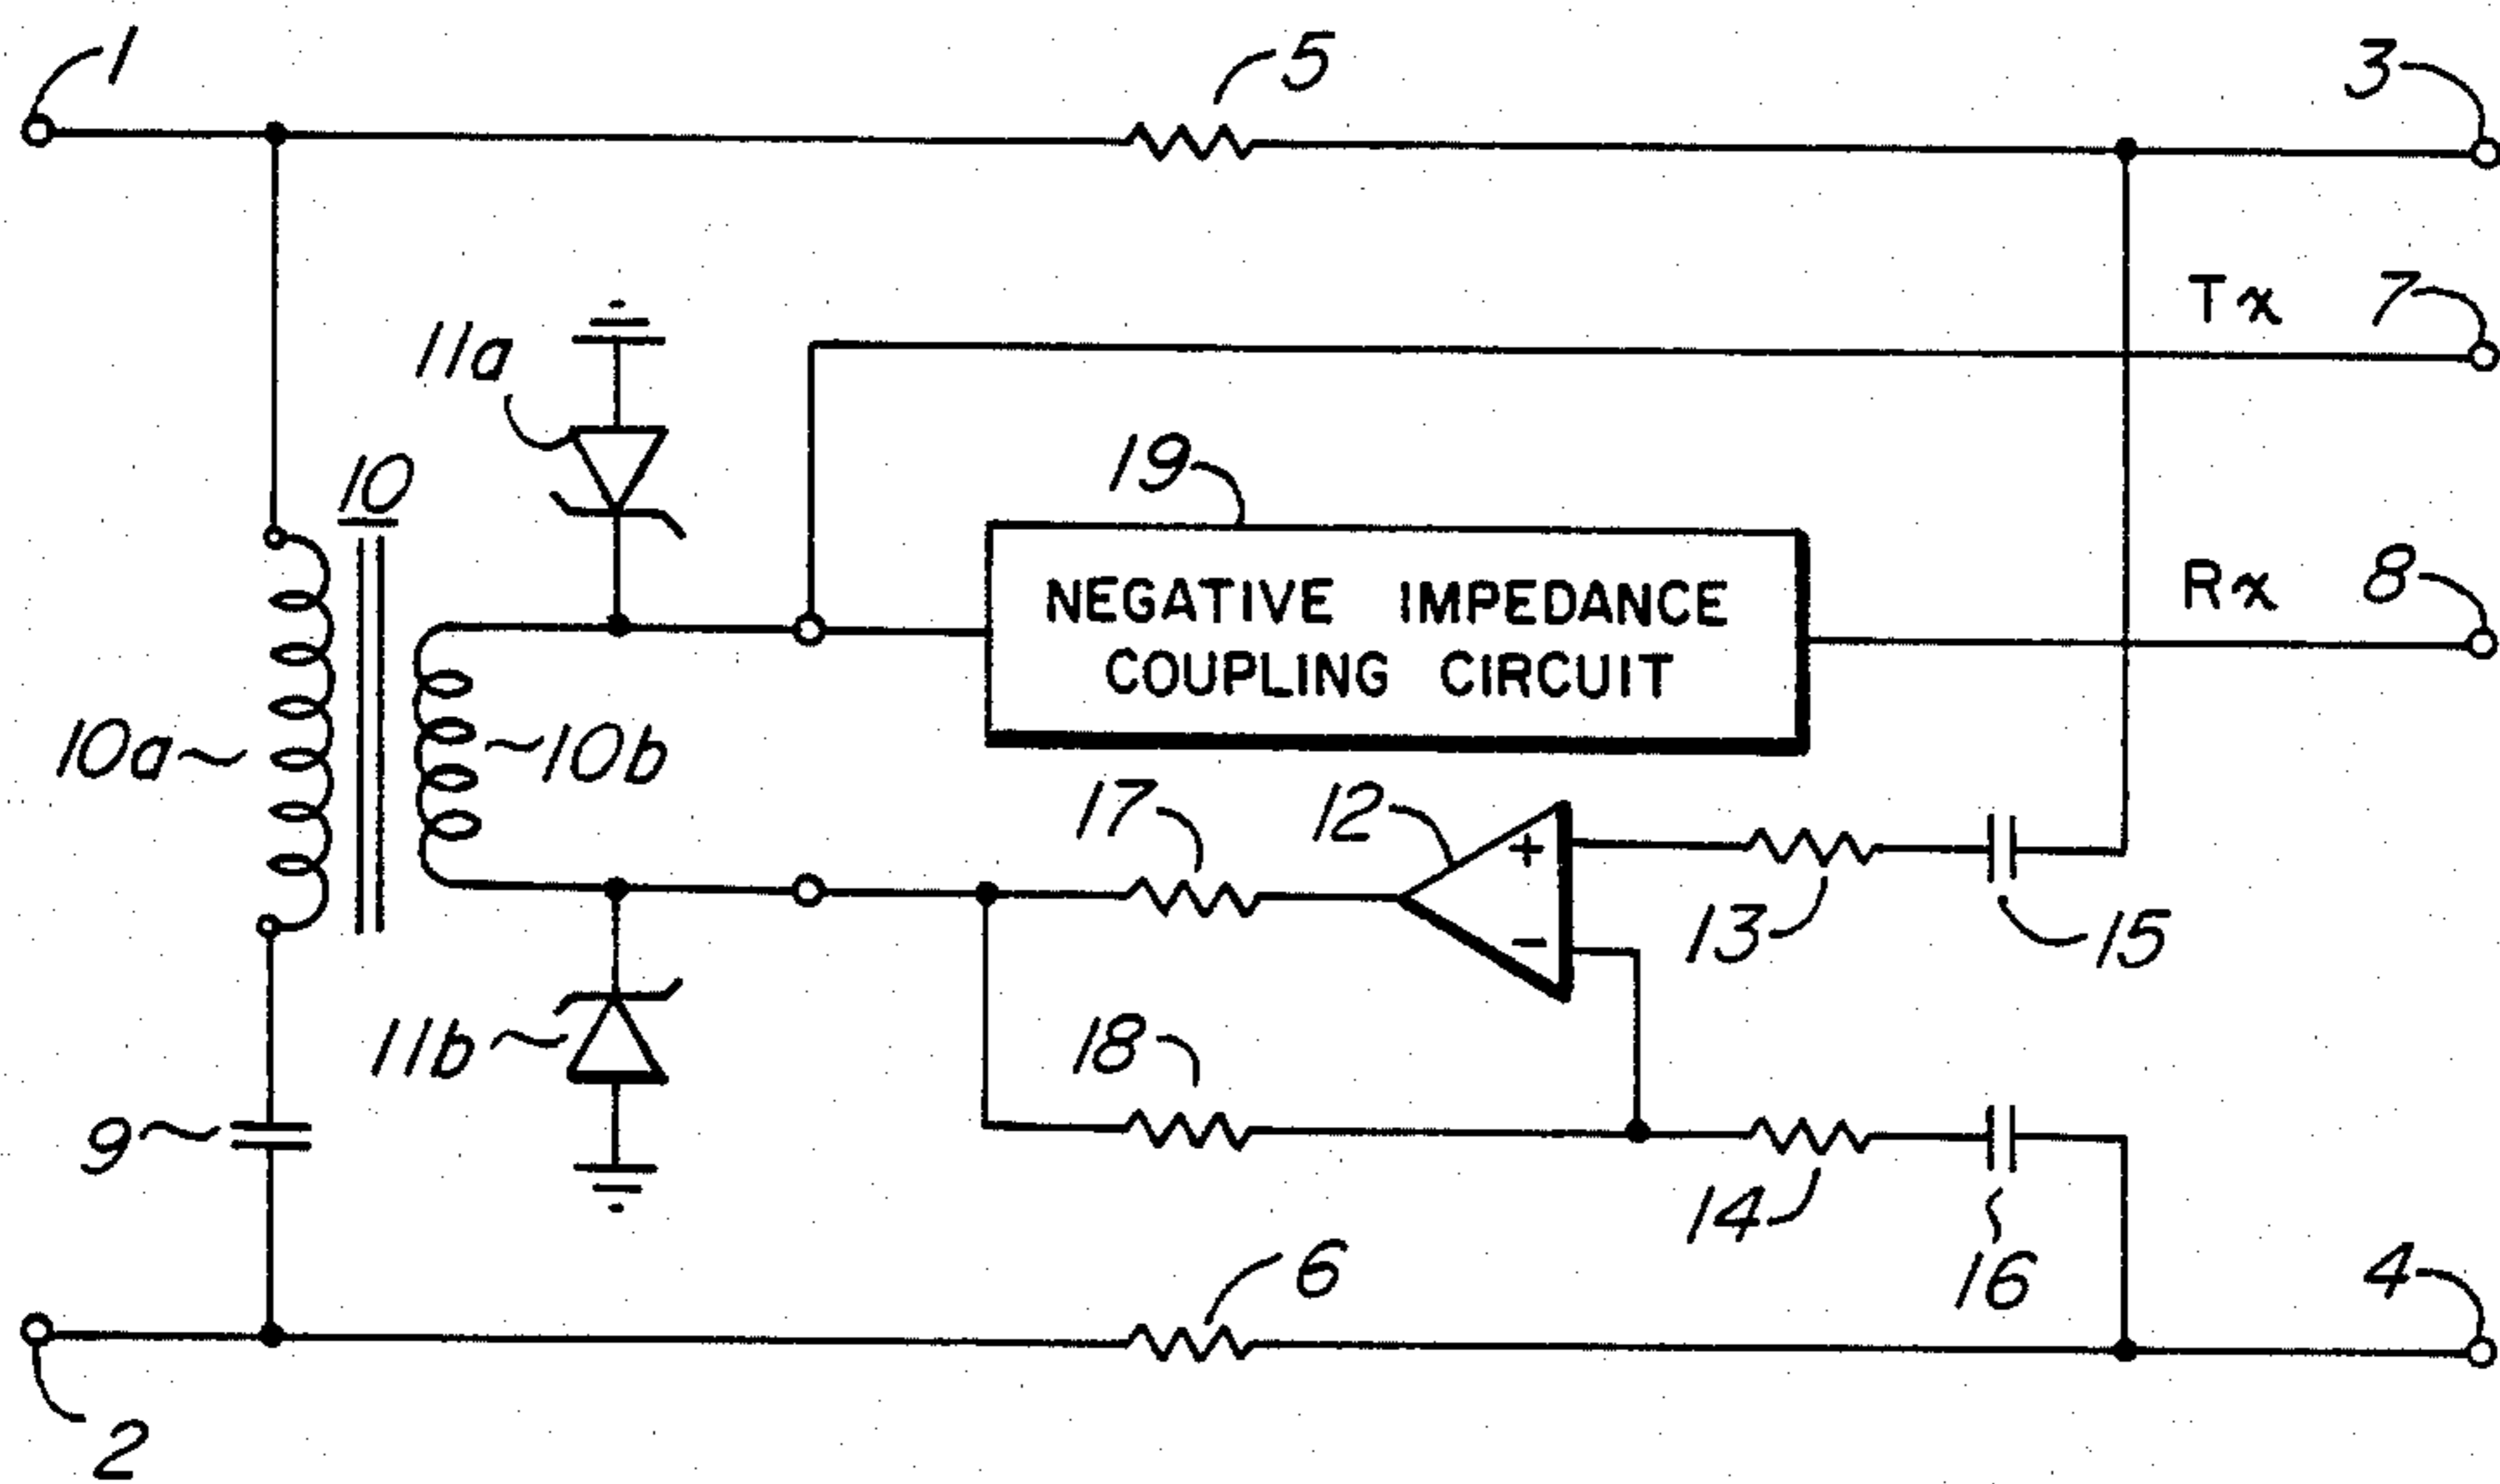 1
5
3
Tx
7
11a
10
19
NEGATIVE IMPEDANCE
COUPLING CIRCUIT
Rx
8
10a
10b
17
12
+
13
15
−
11b
18
9
14
16
6
4
2